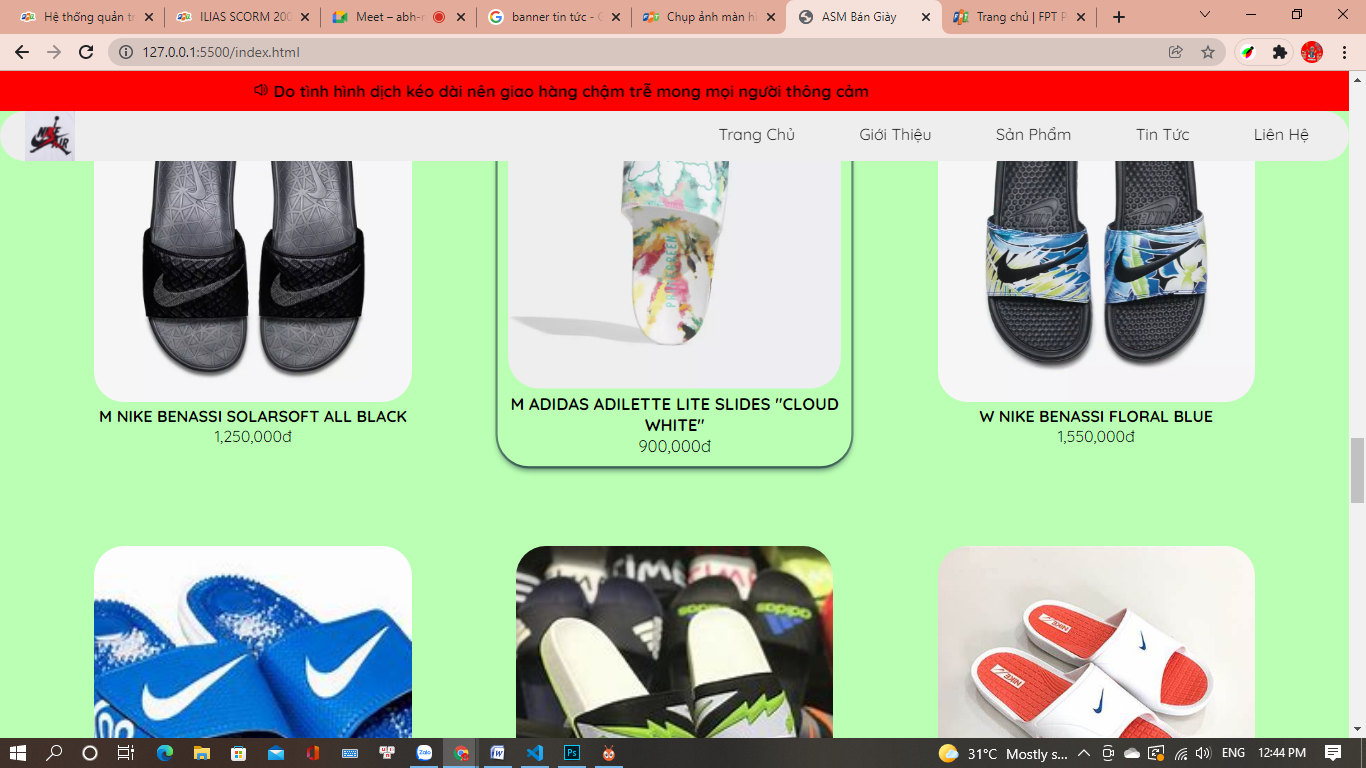 Hệ thống quản tr
ILIAS SCORM 200
Meet – abh-r
banner tin tức - G
Chụp ảnh màn h
ASM Bán Giày
Trang chủ | FPT P
127.0.0.1:5500/index.html
Do tình hình dịch kéo dài nên giao hàng chậm trễ mong mọi người thông cảm
Trang Chủ
Giới Thiệu
Sản Phẩm
Tin Tức
Liên Hệ
M NIKE BENASSI SOLARSOFT ALL BLACK
1,250,000đ
M ADIDAS ADILETTE LITE SLIDES "CLOUD
WHITE"
900,000đ
W NIKE BENASSI FLORAL BLUE
1,550,000đ
31°C Mostly s...
ENG
12:44 PM